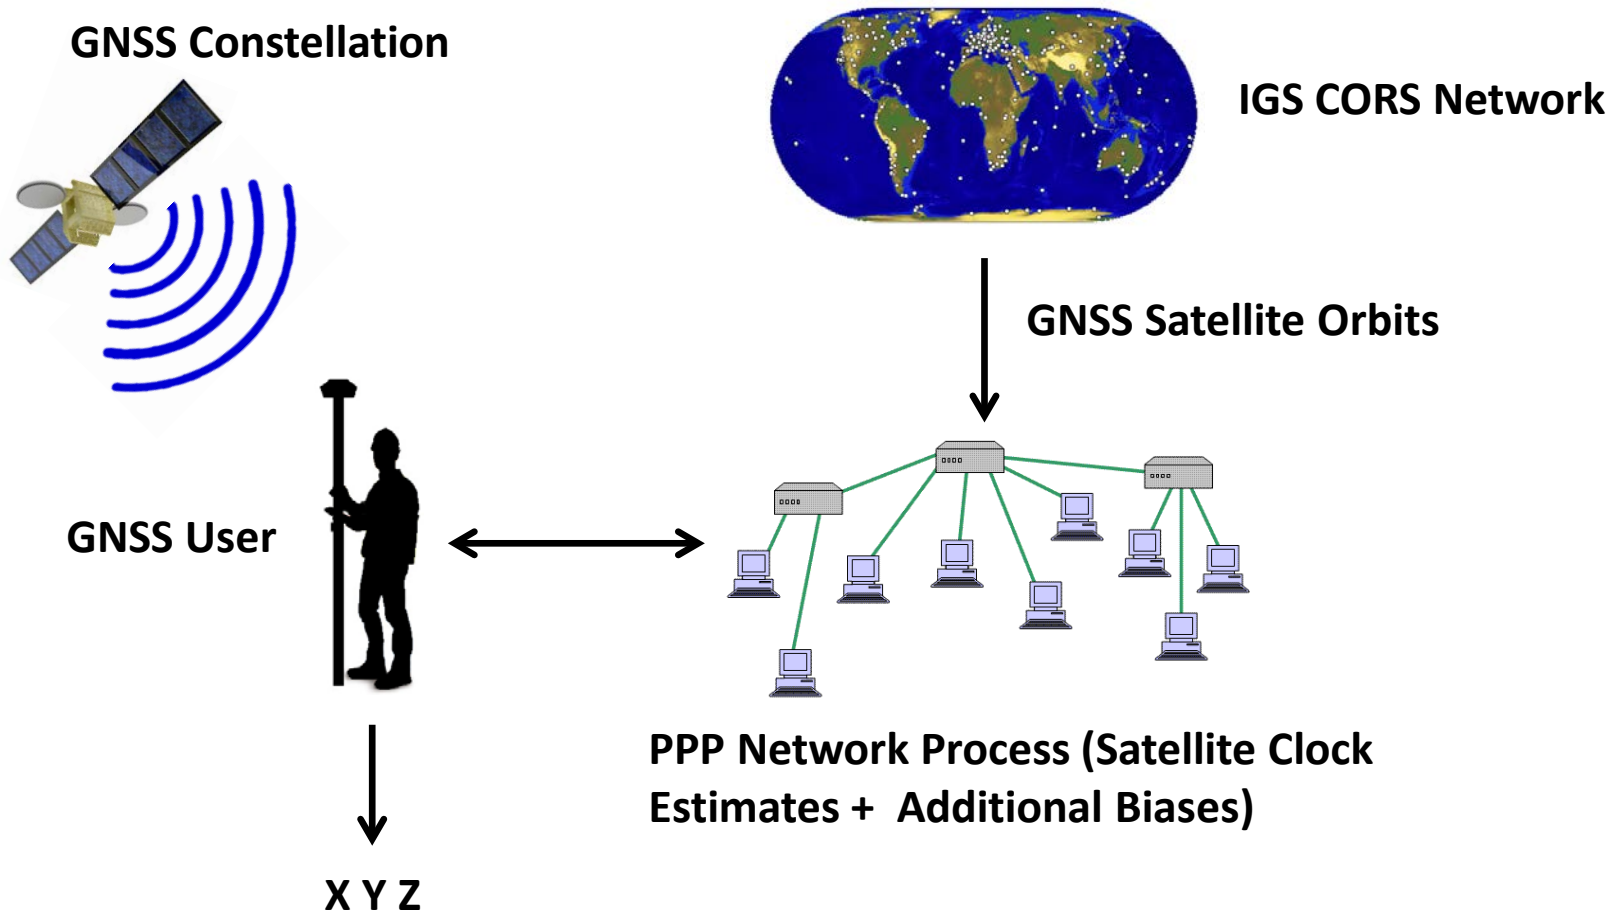 GNSS Constellation
IGS CORS Network
GNSS Satellite Orbits
GNSS User
PPP Network Process (Satellite Clock
Estimates +  Additional Biases)
X Y Z